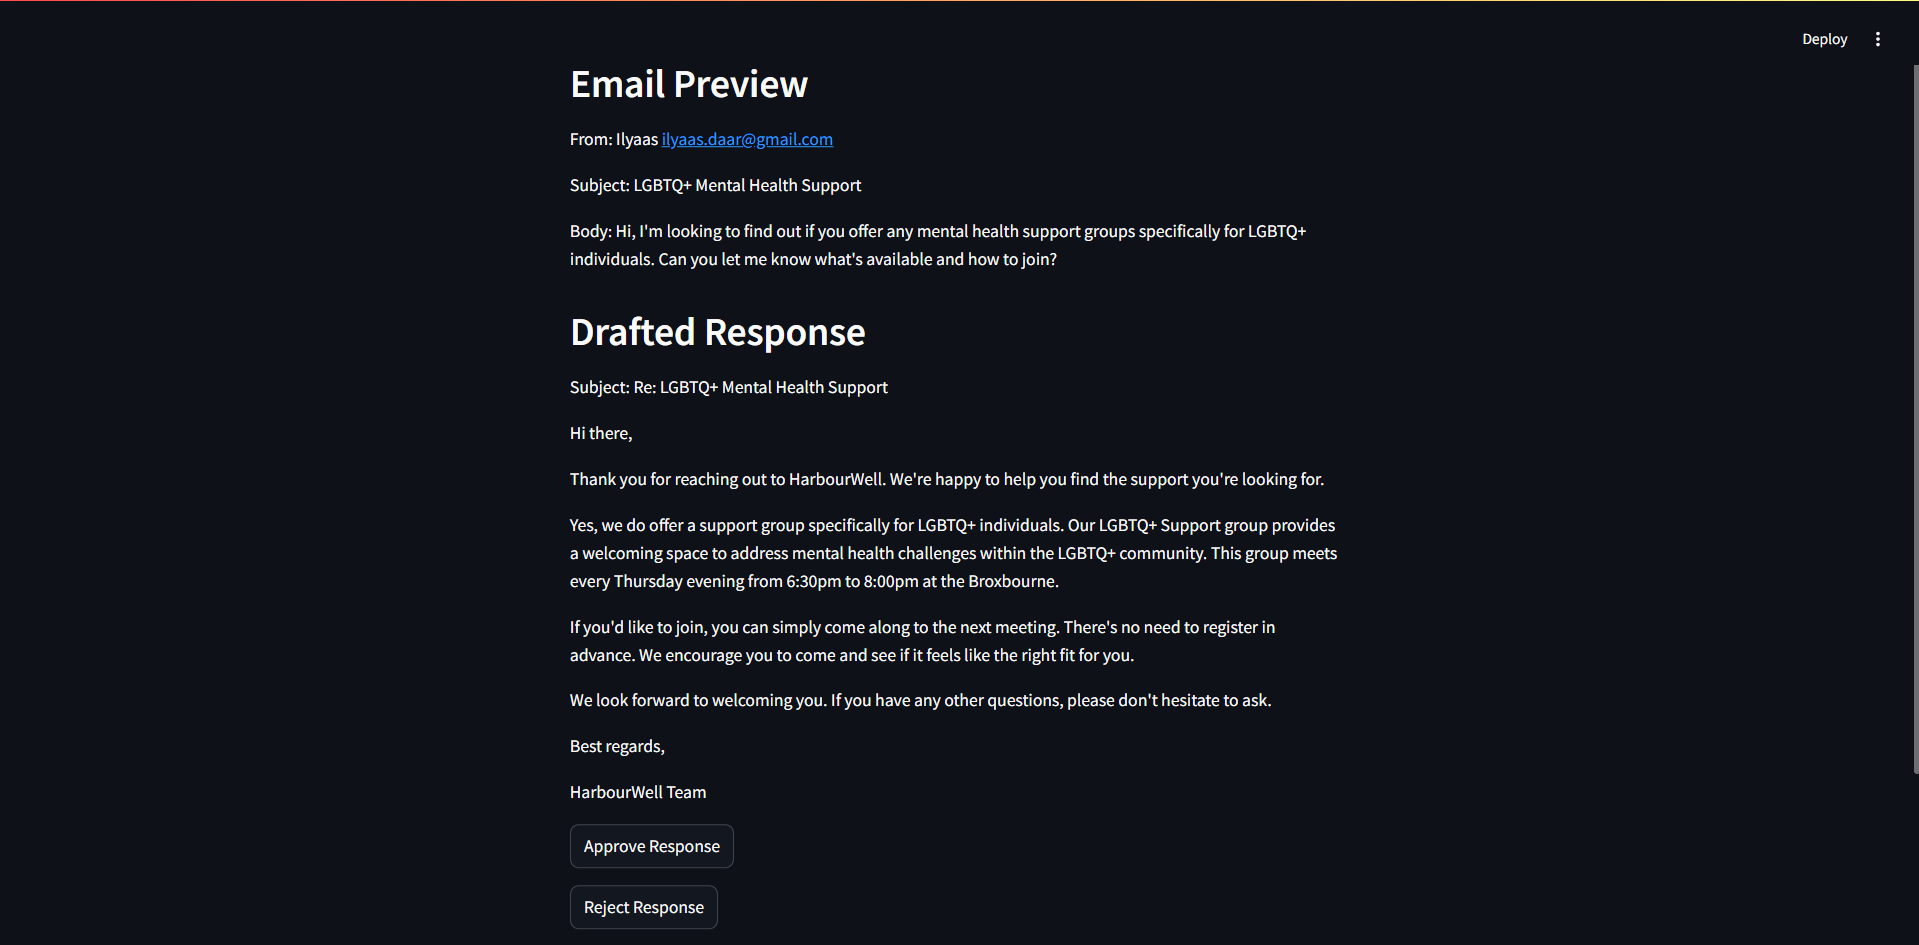 Deploy
Email Preview
From: Ilyaas ilyaas.daar@gmail.com
Subject: LGBTQ+ Mental Health Support
Body: Hi, I'm looking to find out if you offer any mental health support groups specifically for LGBTQ+
individuals. Can you let me know what's available and how to join?
Drafted Response
Subject: Re: LGBTQ+ Mental Health Support
Hi there,
Thank you for reaching out to HarbourWell. We're happy to help you find the support you're looking for.
Yes, we do offer a support group specifically for LGBTQ+ individuals. Our LGBTQ+ Support group provides
a welcoming space to address mental health challenges within the LGBTQ+ community. This group meets
every Thursday evening from 6:30pm to 8:00pm at the Broxbourne.
If you'd like to join, you can simply come along to the next meeting. There's no need to register in
advance. We encourage you to come and see if it feels like the right fit for you.
We look forward to welcoming you. If you have any other questions, please don't hesitate to ask.
Best regards,
HarbourWell Team
Approve Response
Reject Response